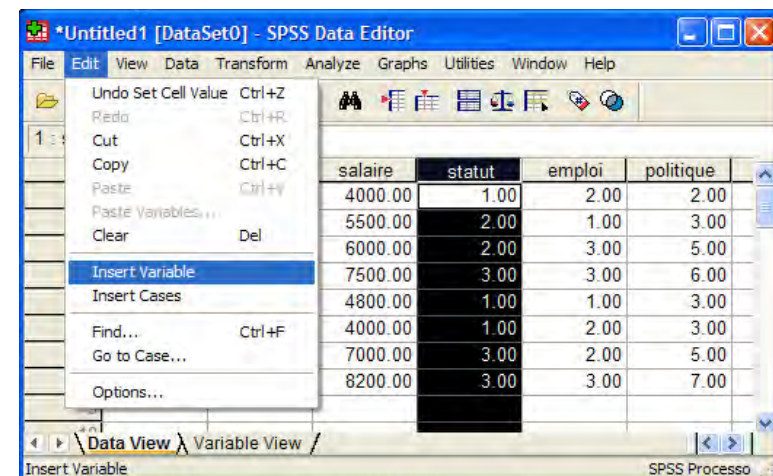 *Untitled1 [DataSet0] - SPSS Data Editor
File Edit View Data Transform Analyze Graphs Utilities Window Help
Undo Set Cell Value Ctrl+Z
Redo Ctrl+R
Cut Ctrl+X
Copy Ctrl+C
Paste Ctrl+V
Paste Variables...
Clear Del
Insert Variable
Insert Cases
Find... Ctrl+F
Go to Case...
Options...
1 :
salaire statut emploi politique
4000.00 1.00 2.00 2.00
5500.00 2.00 1.00 3.00
6000.00 2.00 3.00 5.00
7500.00 3.00 3.00 6.00
4800.00 1.00 1.00 3.00
4000.00 1.00 2.00 3.00
7000.00 3.00 2.00 5.00
8200.00 3.00 3.00 7.00
Data View Variable View
Insert Variable SPSS Processo